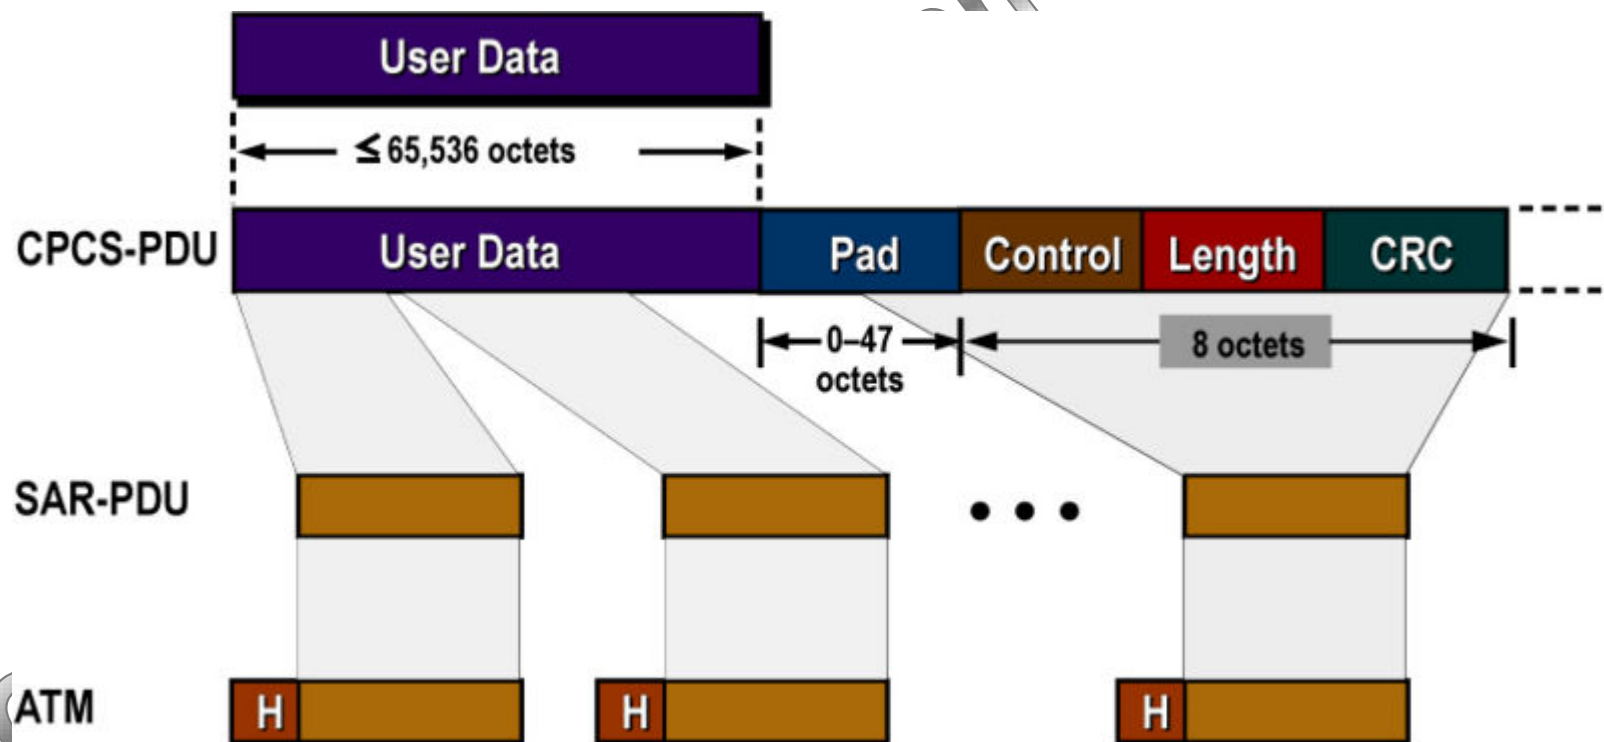 User Data
≤ 65,536 octets
CPCS-PDU User Data Pad Control Length CRC
0–47 octets
8 octets
SAR-PDU
ATM H H H